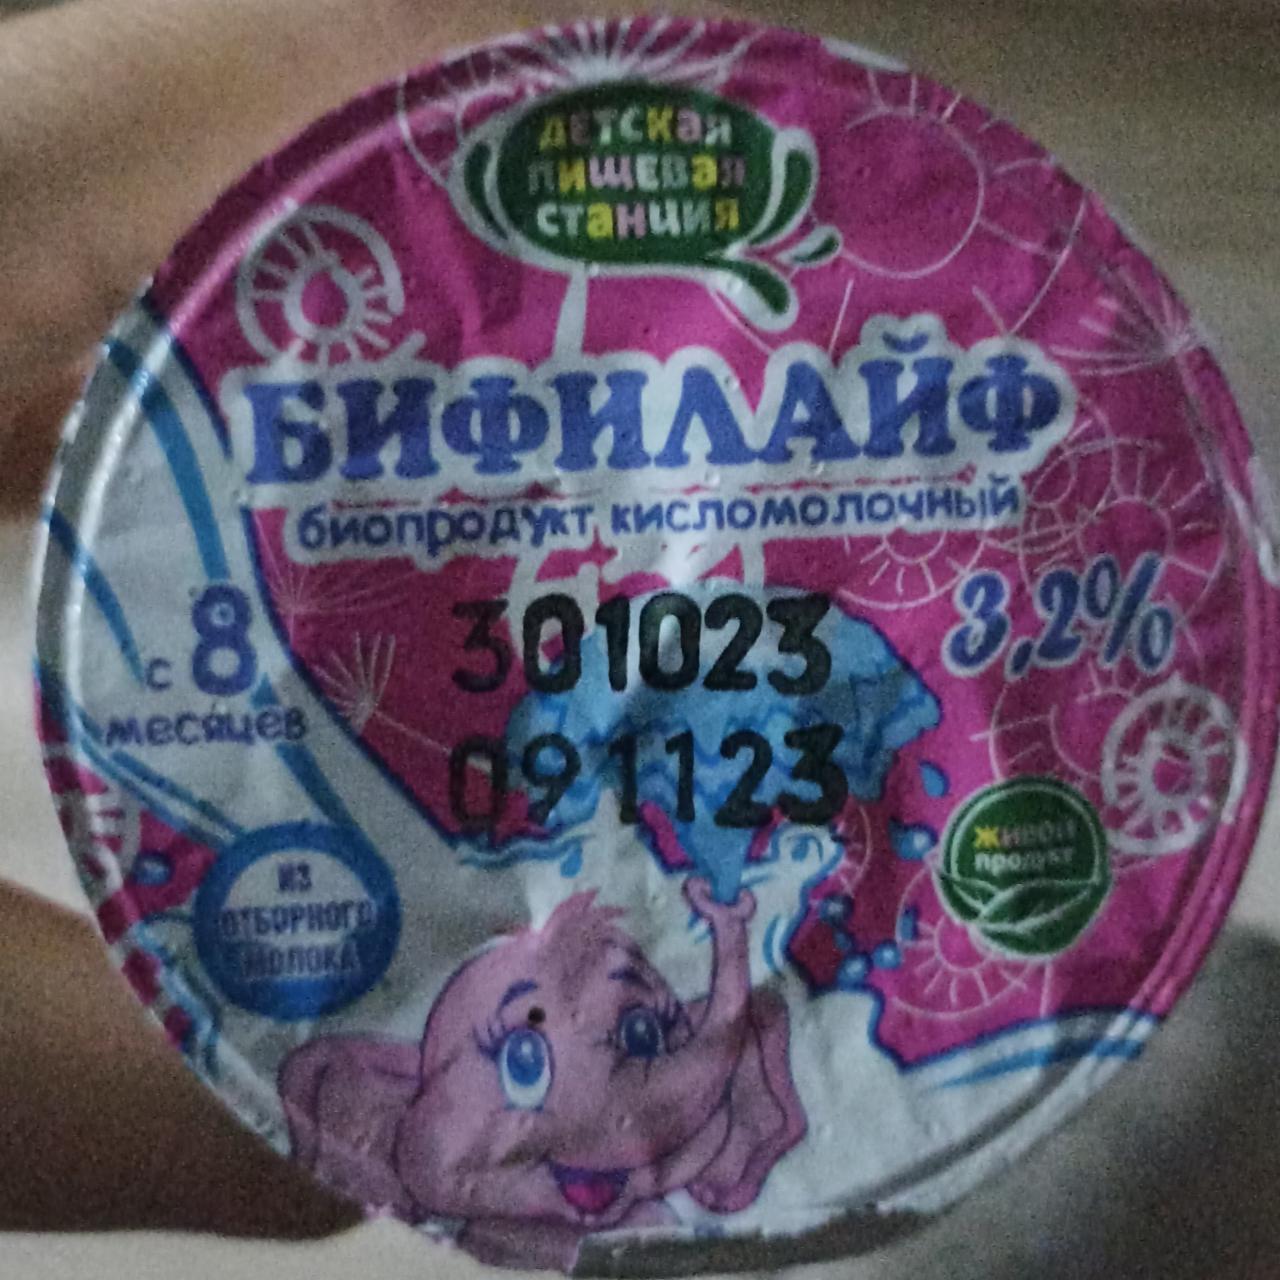 детская
пищевая
станция
БИФИЛАЙФ
биопродукт кисломолочный
3,2%
с 8
месяцев
301023
091123
живой
продукт
ИЗ
ОТБОРНОГО
МОЛОКА